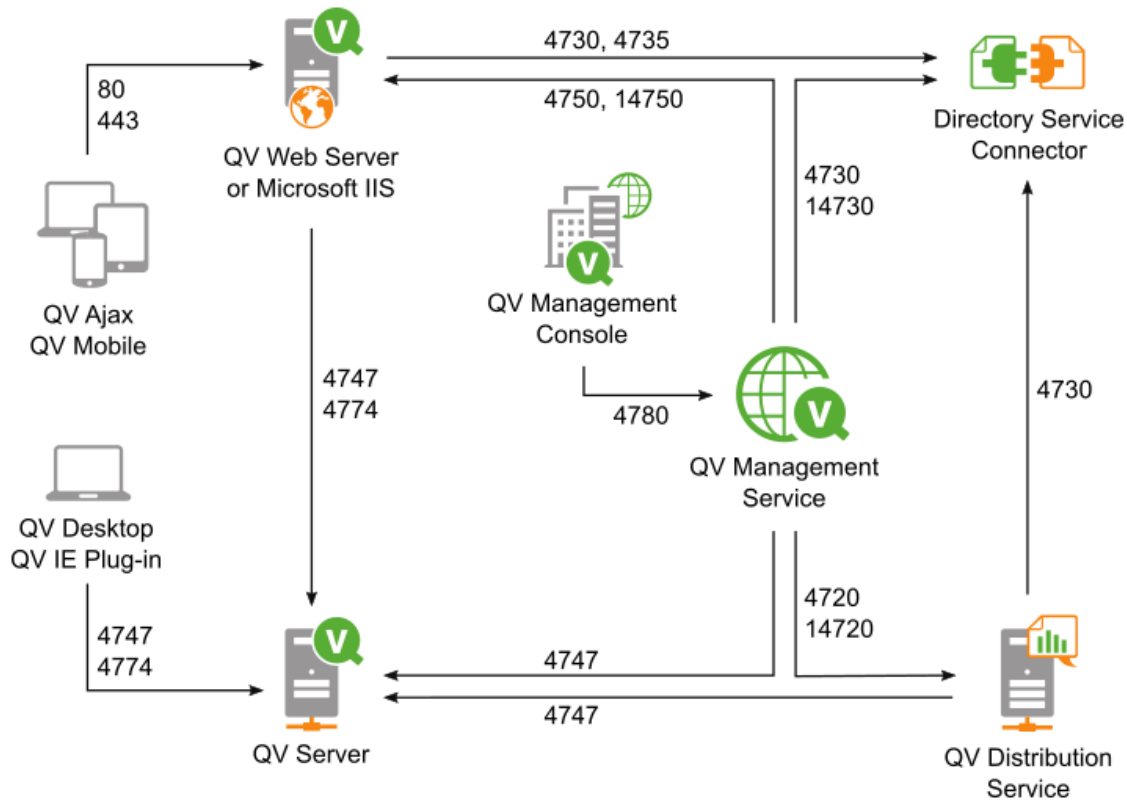 4730, 4735
80
443
4750, 14750
Directory Service
Connector
QV Web Server
or Microsoft IIS
4730
14730
QV Ajax
QV Mobile
QV Management
Console
4747
4774
4780
4730
QV Management
Service
QV Desktop
QV IE Plug-in
4720
14720
4747
4774
4747
4747
QV Server
QV Distribution
Service